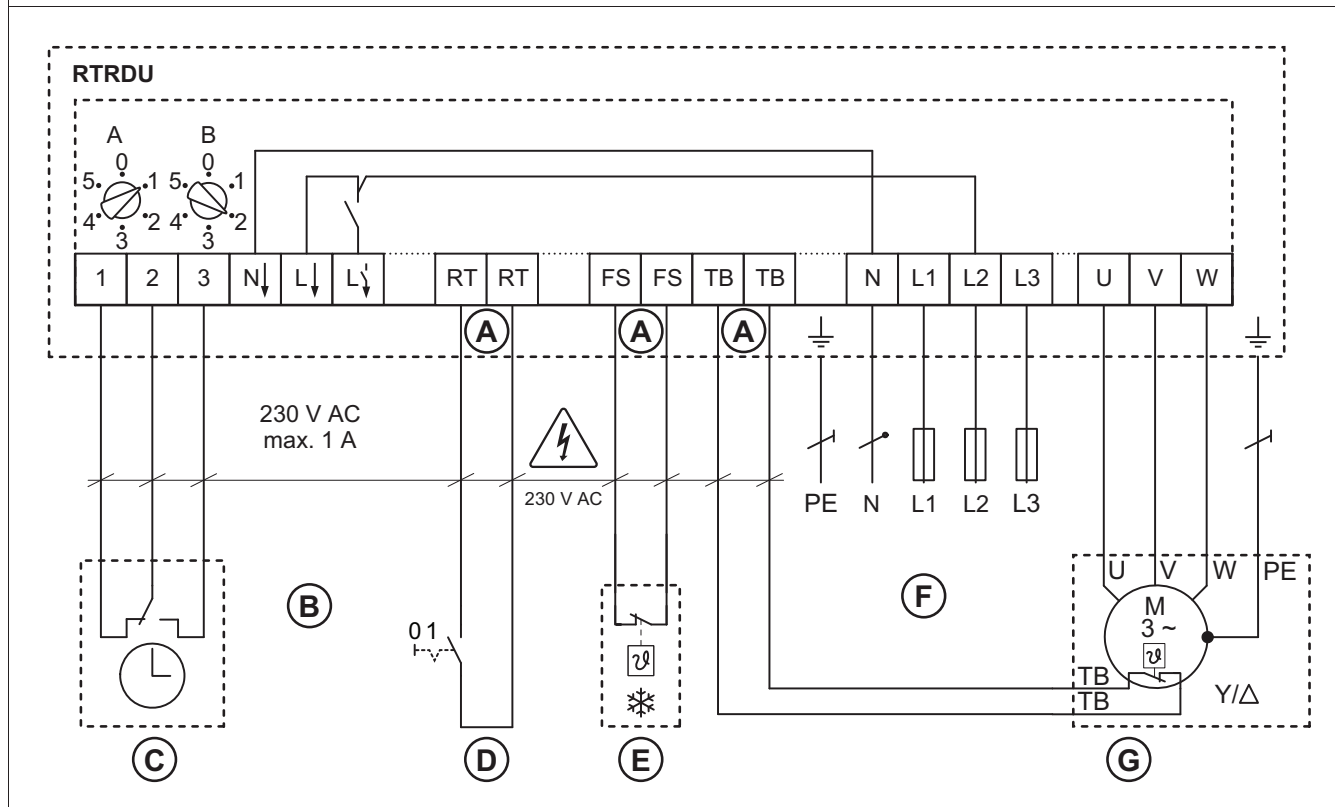 RTRDU
A B
0 0
5 1 5 1
4 2 4 2
3 3
1 2 3 N L L RT RT FS FS TB TB N L1 L2 L3 U V W
A A A
230 V AC
max. 1 A
230 V AC
PE N L1 L2 L3
U V W PE
M
3 ~
ϑ
TB
TB
Y/△
0 1
ϑ
B
F
C D E G